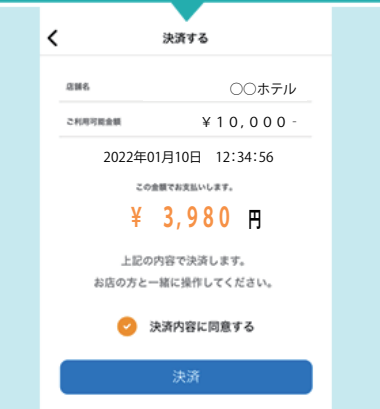 決済する
店舗名
○○ホテル
ご利用可能金額
￥１０,０００-
2022年01月10日 12:34:56
この金額でお支払いします。
￥ 3,980 円
上記の内容で決済します。
お店の方と一緒に操作してください。
決済内容に同意する
決済